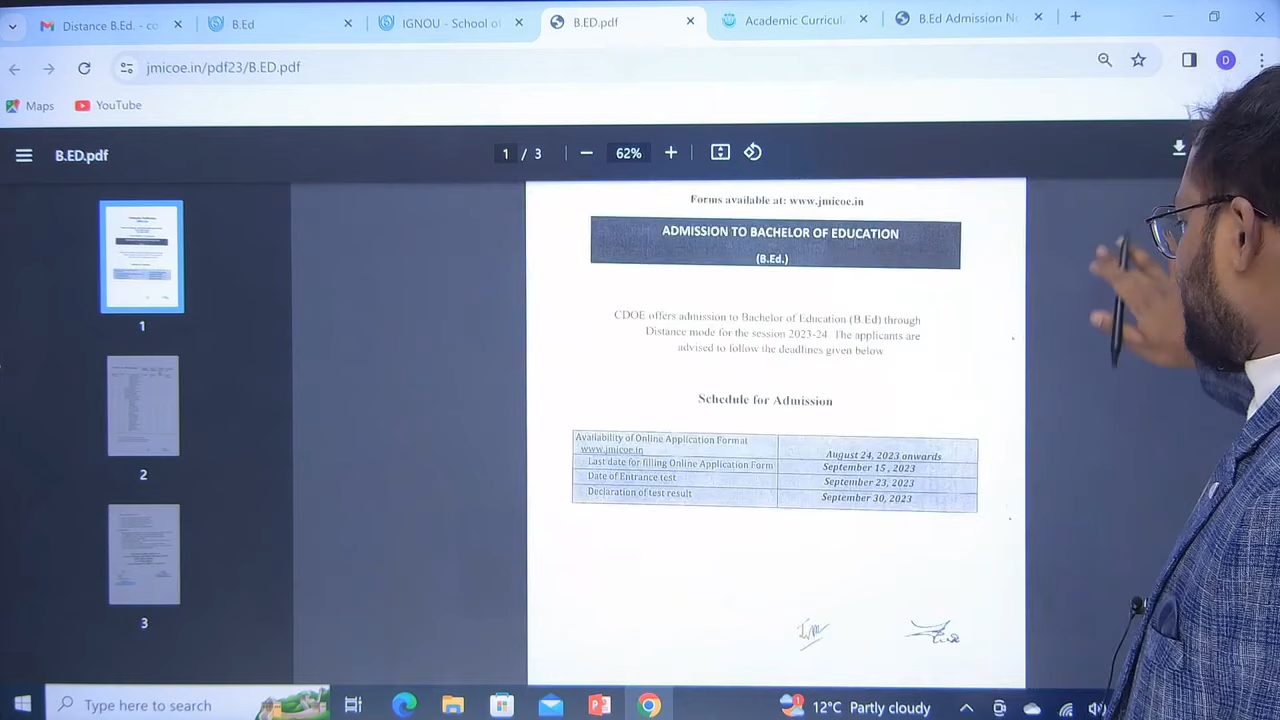 Distance B.Ed. - co
B.Ed
IGNOU - School of
B.ED.pdf
Academic Curricul
B.Ed Admission No
jmicoe.in/pdf23/B.ED.pdf
D
Maps
YouTube
B.ED.pdf
1 / 3
62%
1
2
3
Forms available at: www.jmicoe.in
ADMISSION TO BACHELOR OF EDUCATION
(B.Ed.)
CDOE offers admission to Bachelor of Education (B.Ed) through
Distance mode for the session 2023-24. The applicants are
advised to follow the deadlines given below
Schedule for Admission
Availability of Online Application Format
www.jmicoe.in
August 24, 2023 onwards
Last date for filling Online Application Form
September 15, 2023
Date of Entrance test
September 23, 2023
Declaration of test result
September 30, 2023
Type here to search
12°C Partly cloudy